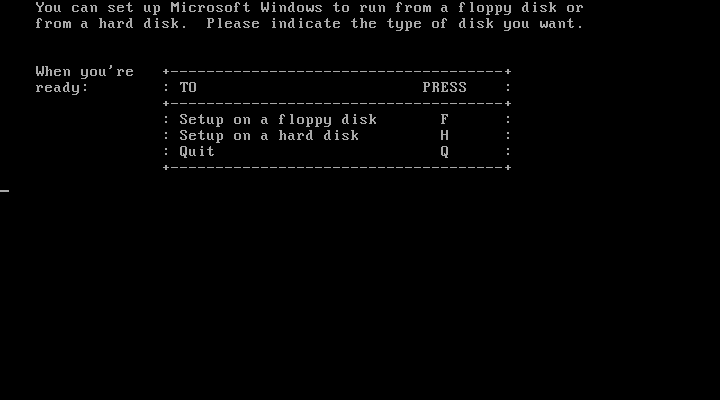 You can set up Microsoft Windows to run from a floppy disk or
from a hard disk.  Please indicate the type of disk you want.
When you're   +-------------------------------------+
ready:        : TO                         PRESS    :
              +-------------------------------------+
              : Setup on a floppy disk       F      :
              : Setup on a hard disk         H      :
              : Quit                         Q      :
              +-------------------------------------+